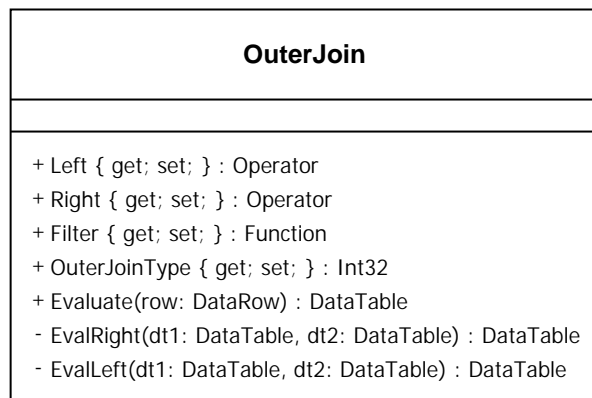 OuterJoin
+ Left { get; set; } : Operator
+ Right { get; set; } : Operator
+ Filter { get; set; } : Function
+ OuterJoinType { get; set; } : Int32
+ Evaluate(row: DataRow) : DataTable
- EvalRight(dt1: DataTable, dt2: DataTable) : DataTable
- EvalLeft(dt1: DataTable, dt2: DataTable) : DataTable